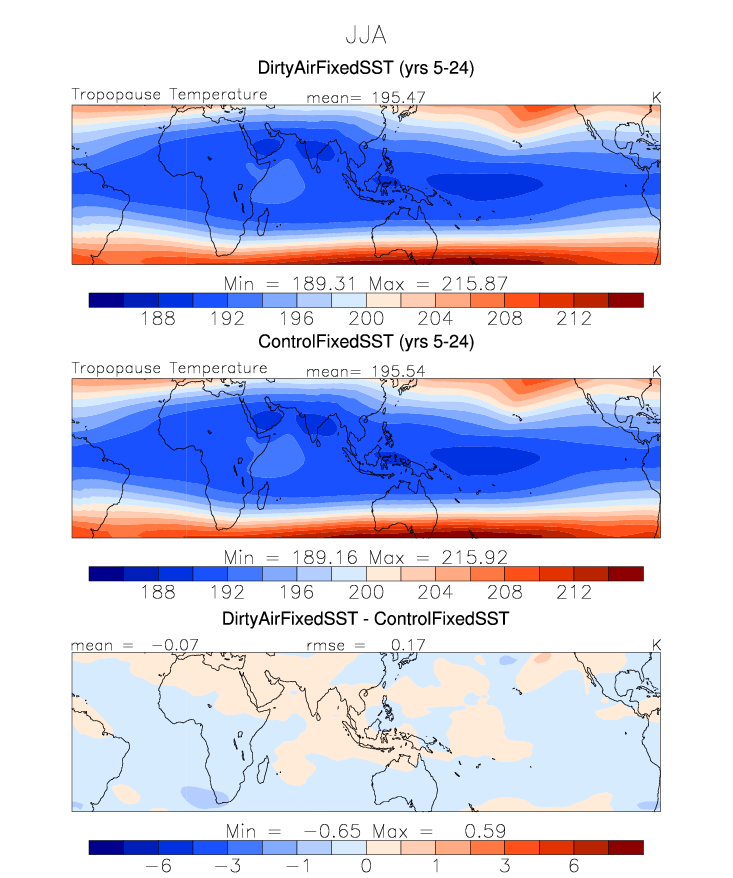 JJA
DirtyAirFixedSST (yrs 5-24)
Tropopause Temperature mean= 195.47 K
Min = 189.31 Max = 215.87
188 192 196 200 204 208 212
ControlFixedSST (yrs 5-24)
Tropopause Temperature mean= 195.54 K
Min = 189.16 Max = 215.92
188 192 196 200 204 208 212
DirtyAirFixedSST - ControlFixedSST
mean = -0.07 rmse = 0.17 K
Min = -0.65 Max = 0.59
-6 -3 -1 0 1 3 6